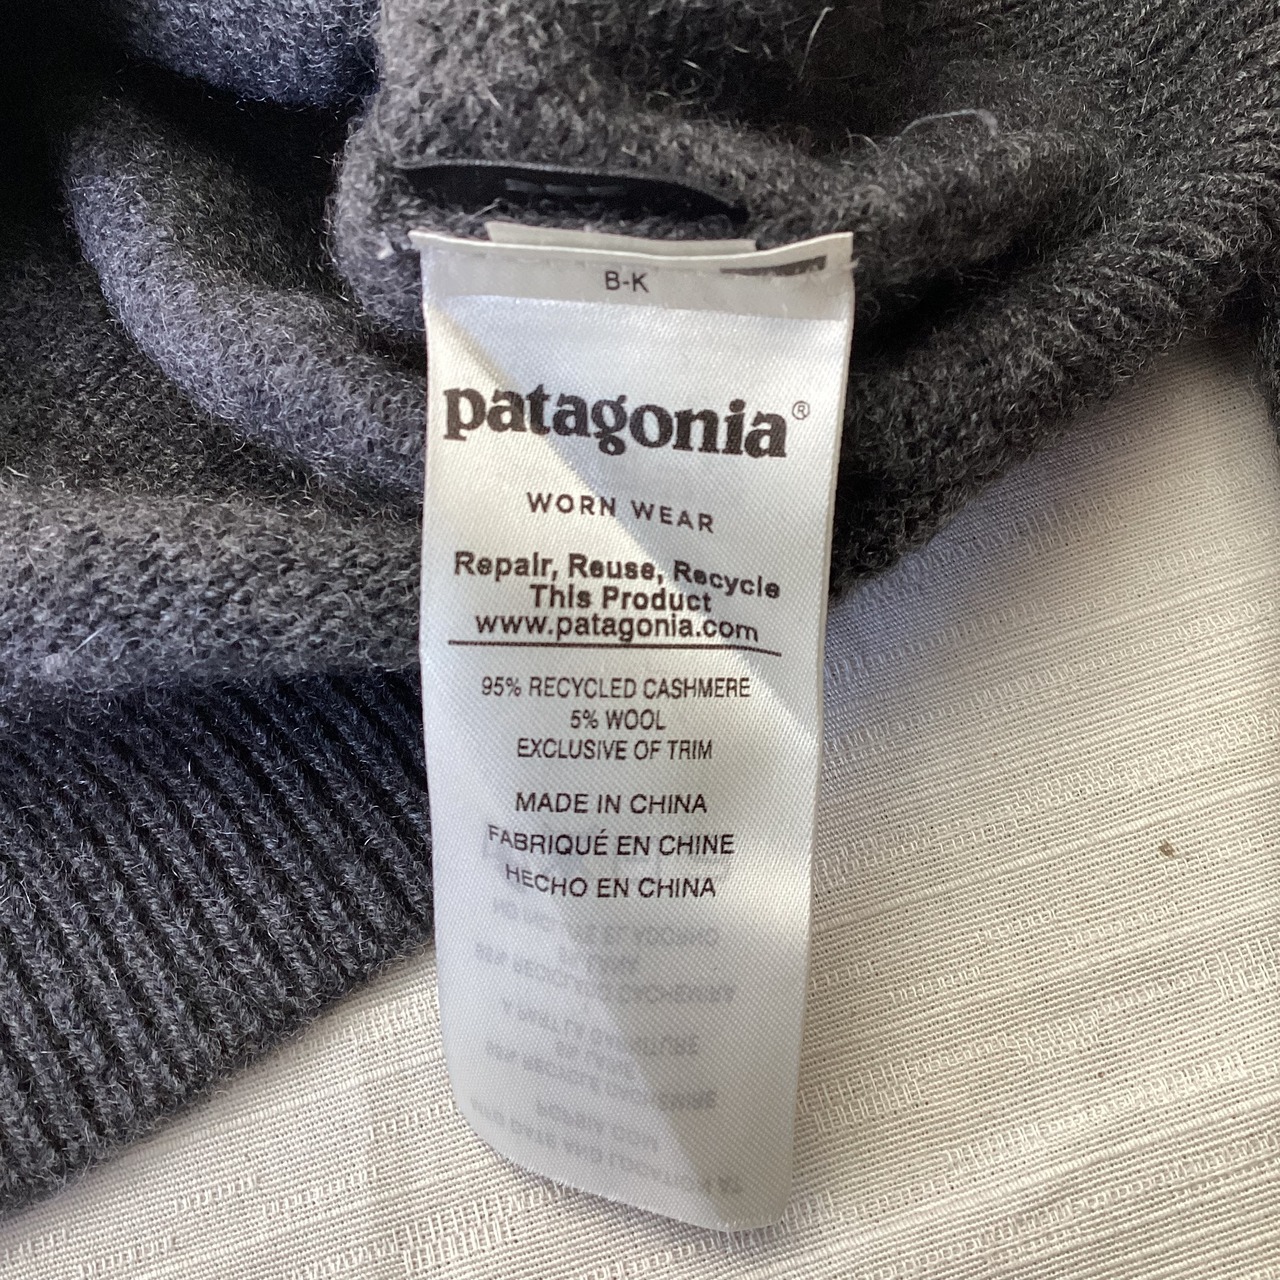 B-K
patagonia®
WORN WEAR
Repair, Reuse, Recycle
This Product
www.patagonia.com
95% RECYCLED CASHMERE
5% WOOL
EXCLUSIVE OF TRIM
MADE IN CHINA
FABRIQUÉ EN CHINE
HECHO EN CHINA